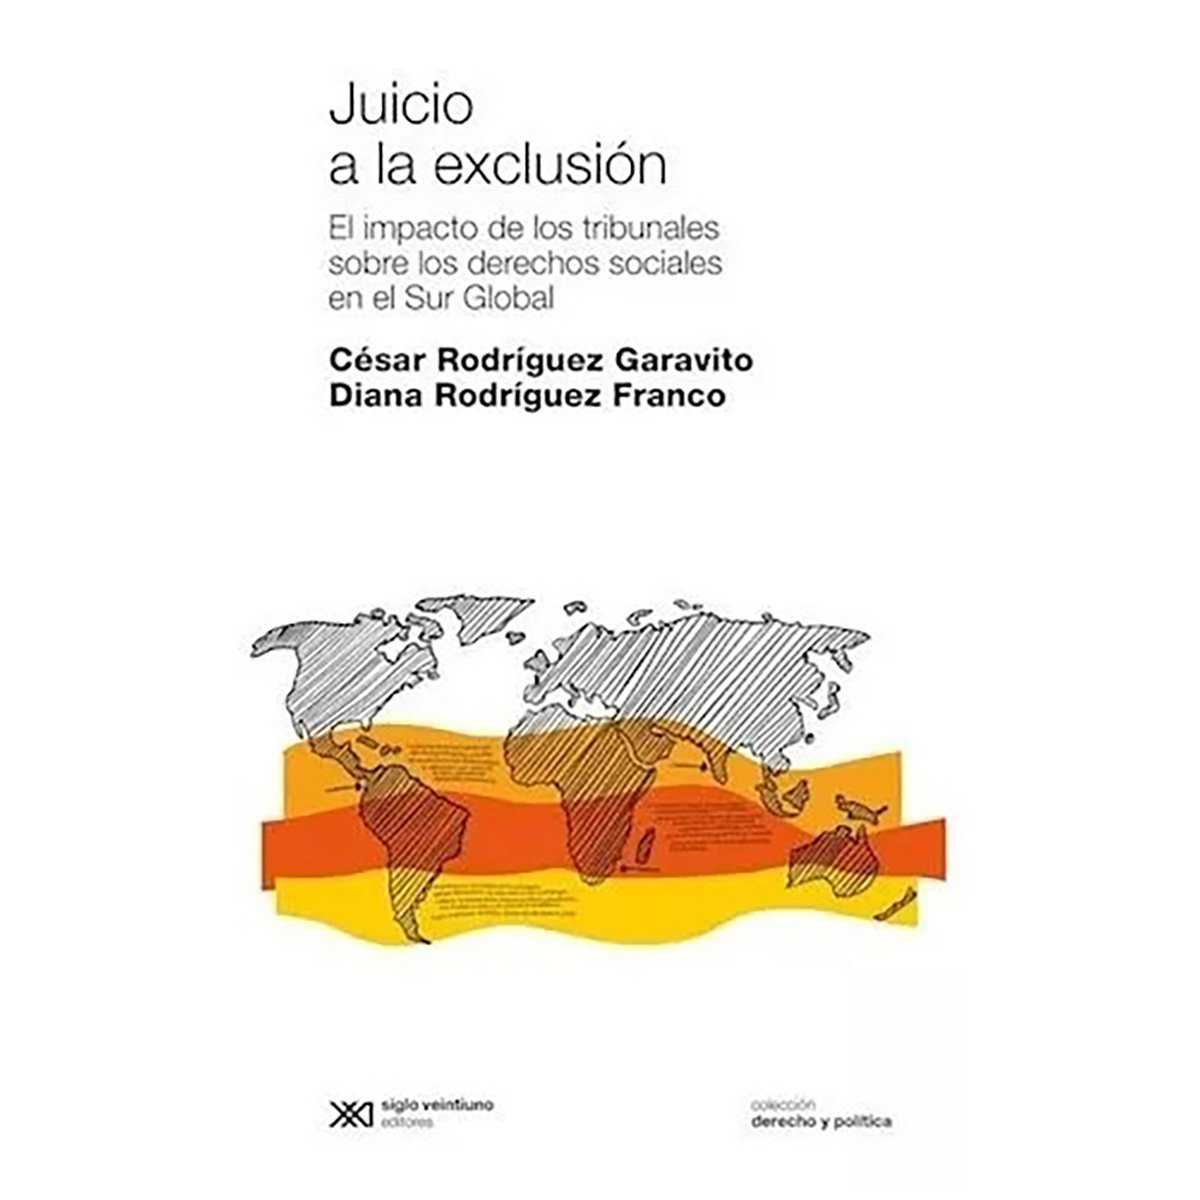 Juicio
a la exclusión
El impacto de los tribunales
sobre los derechos sociales
en el Sur Global
César Rodríguez Garavito
Diana Rodríguez Franco
siglo veintiuno
editores
colección
derecho y política